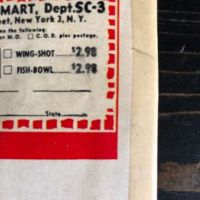 MART, Dept.SC-3
et, New York 3, N. Y.
the following:
M.O. □ C.O.D. plus postage.
□ WING-SHOT $2.98
□ FISH-BOWL $2.98
State